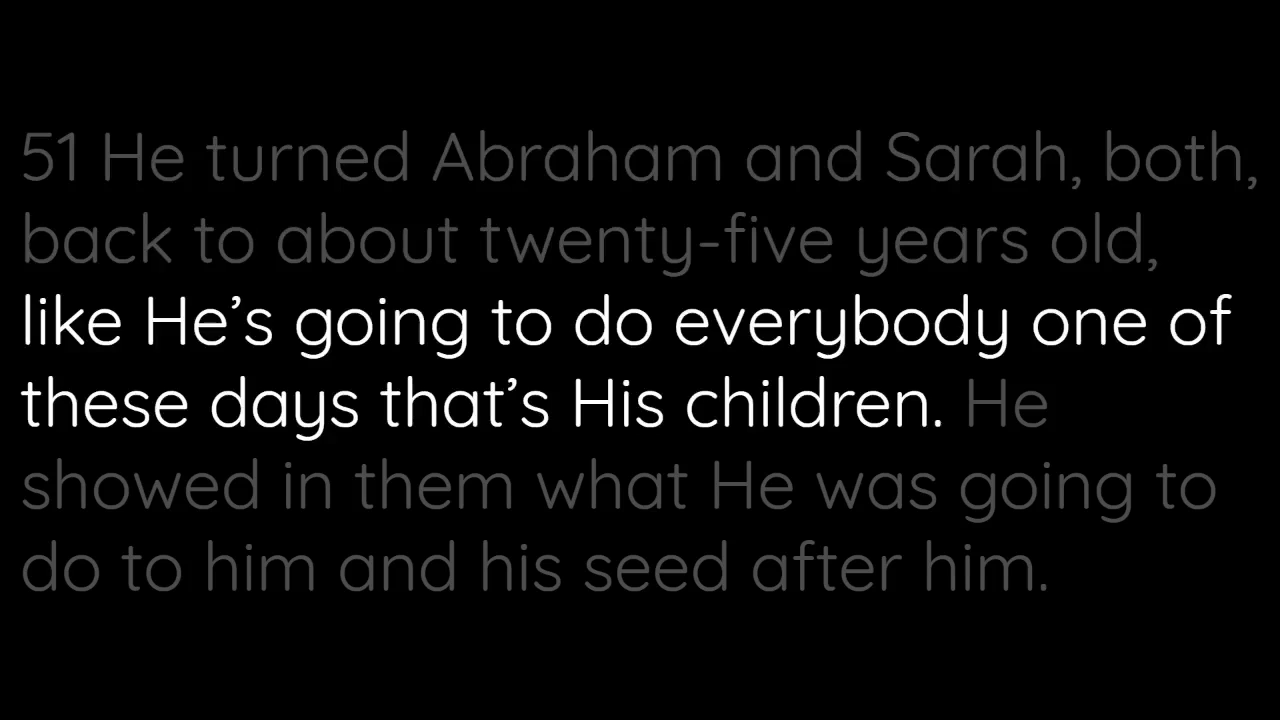 51 He turned Abraham and Sarah, both,
back to about twenty-five years old,
like He’s going to do everybody one of
these days that’s His children. He
showed in them what He was going to
do to him and his seed after him.